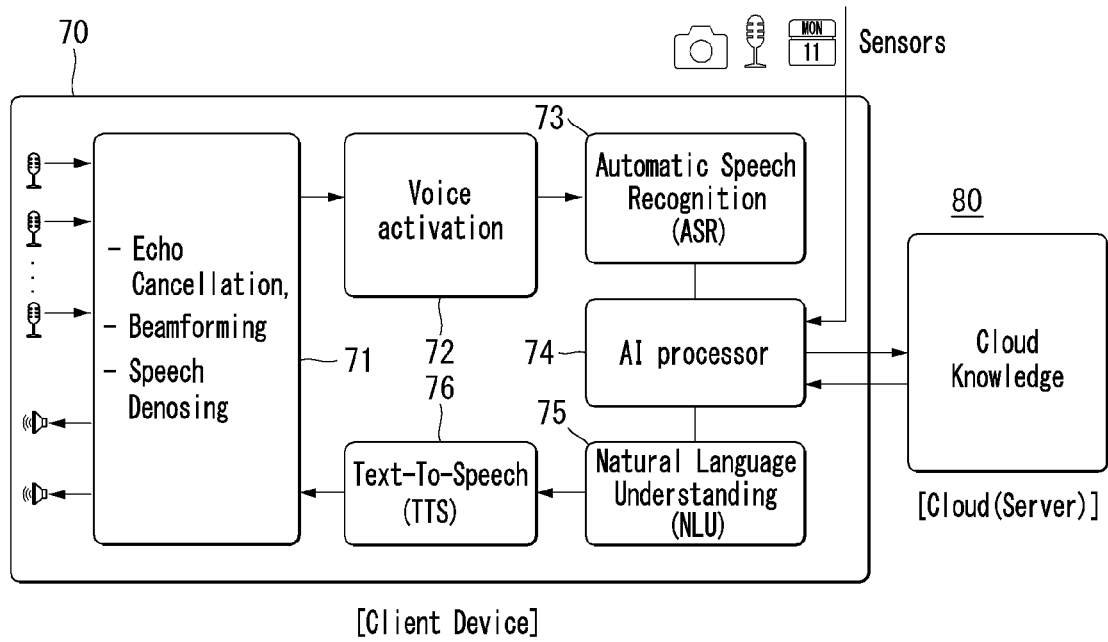 70
MON
11
Sensors
73
Automatic Speech
Recognition
(ASR)
Voice
activation
80
- Echo
Cancellation,
- Beamforming
- Speech
Denosing
71
72
76
74
AI processor
Cloud
Knowledge
75
Text-To-Speech
(TTS)
Natural Language
Understanding
(NLU)
[Cloud(Server)]
[Client Device]